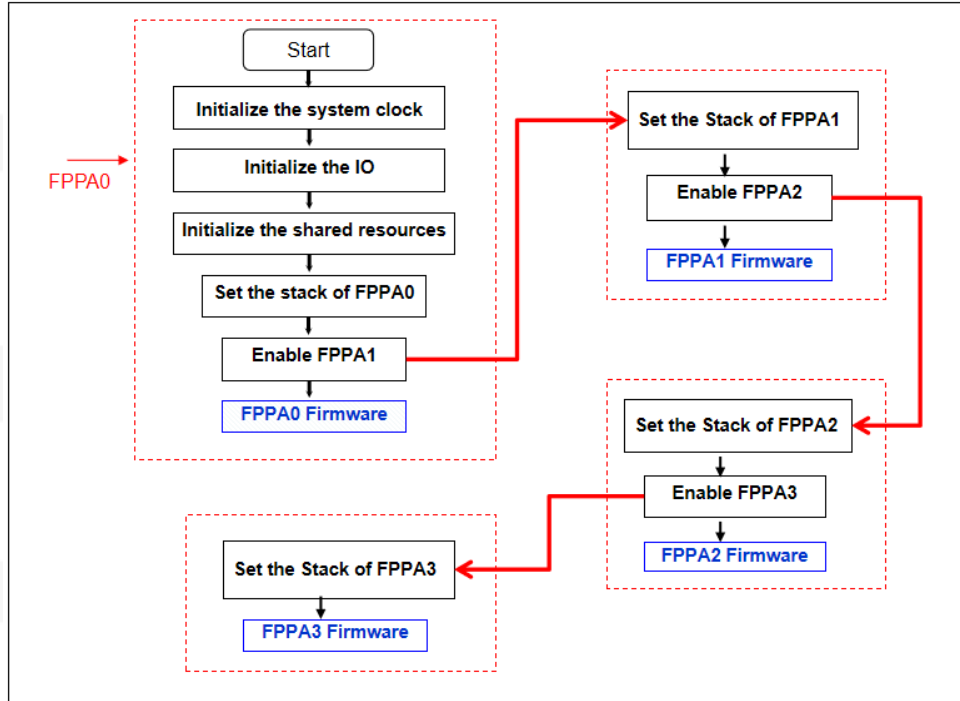 Start
Initialize the system clock
Initialize the IO
Initialize the shared resources
Set the stack of FPPA0
Enable FPPA1
FPPA0 Firmware
FPPA0
Set the Stack of FPPA1
Enable FPPA2
FPPA1 Firmware
Set the Stack of FPPA2
Enable FPPA3
FPPA2 Firmware
Set the Stack of FPPA3
FPPA3 Firmware